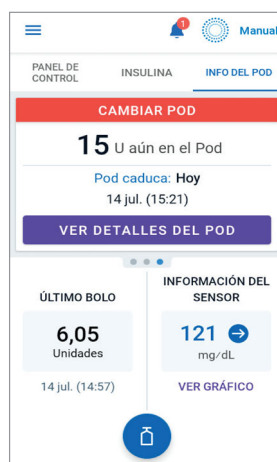 1
Manual
PANEL DE
CONTROL
INSULINA
INFO DEL POD
CAMBIAR POD
15 U aún en el Pod
Pod caduca: Hoy
14 jul. (15:21)
VER DETALLES DEL POD
ÚLTIMO BOLO
6,05
Unidades
14 jul. (14:57)
INFORMACIÓN DEL
SENSOR
121
mg/dL
VER GRÁFICO